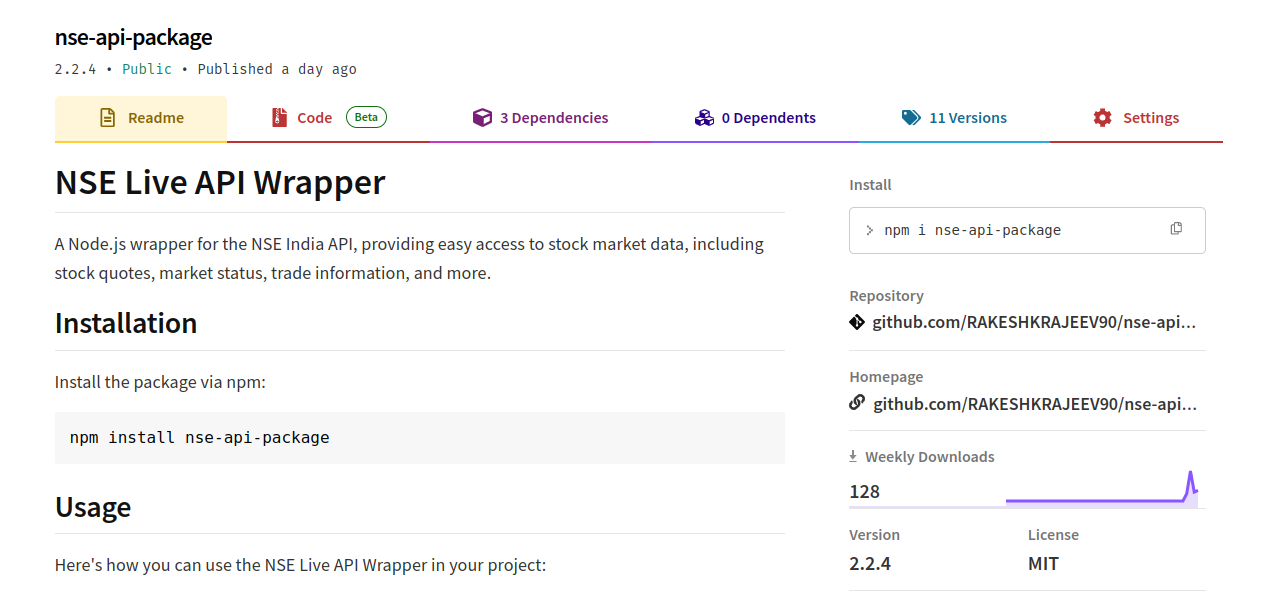 nse-api-package
2.2.4 • Public • Published a day ago
Readme
Code Beta
3 Dependencies
0 Dependents
11 Versions
Settings
NSE Live API Wrapper
A Node.js wrapper for the NSE India API, providing easy access to stock market data, including
stock quotes, market status, trade information, and more.
Installation
Install the package via npm:
npm install nse-api-package
Usage
Here's how you can use the NSE Live API Wrapper in your project:
Install
> npm i nse-api-package
Repository
github.com/RAKESHKRAJEEV90/nse-api...
Homepage
github.com/RAKESHKRAJEEV90/nse-api...
Weekly Downloads
128
Version
2.2.4
License
MIT